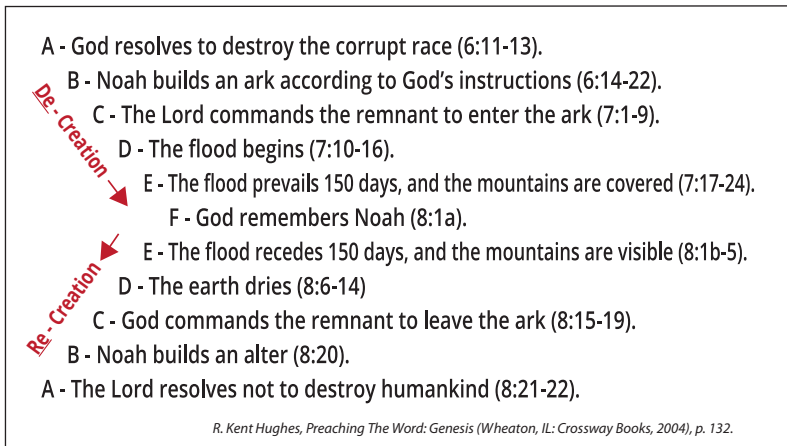 A - God resolves to destroy the corrupt race (6:11-13).
B - Noah builds an ark according to God's instructions (6:14-22).
De - Creation
C - The Lord commands the remnant to enter the ark (7:1-9).
D - The flood begins (7:10-16).
E - The flood prevails 150 days, and the mountains are covered (7:17-24).
F - God remembers Noah (8:1a).
E - The flood recedes 150 days, and the mountains are visible (8:1b-5).
Re - Creation
D - The earth dries (8:6-14)
C - God commands the remnant to leave the ark (8:15-19).
B - Noah builds an alter (8:20).
A - The Lord resolves not to destroy humankind (8:21-22).
R. Kent Hughes, Preaching The Word: Genesis (Wheaton, IL: Crossway Books, 2004), p. 132.